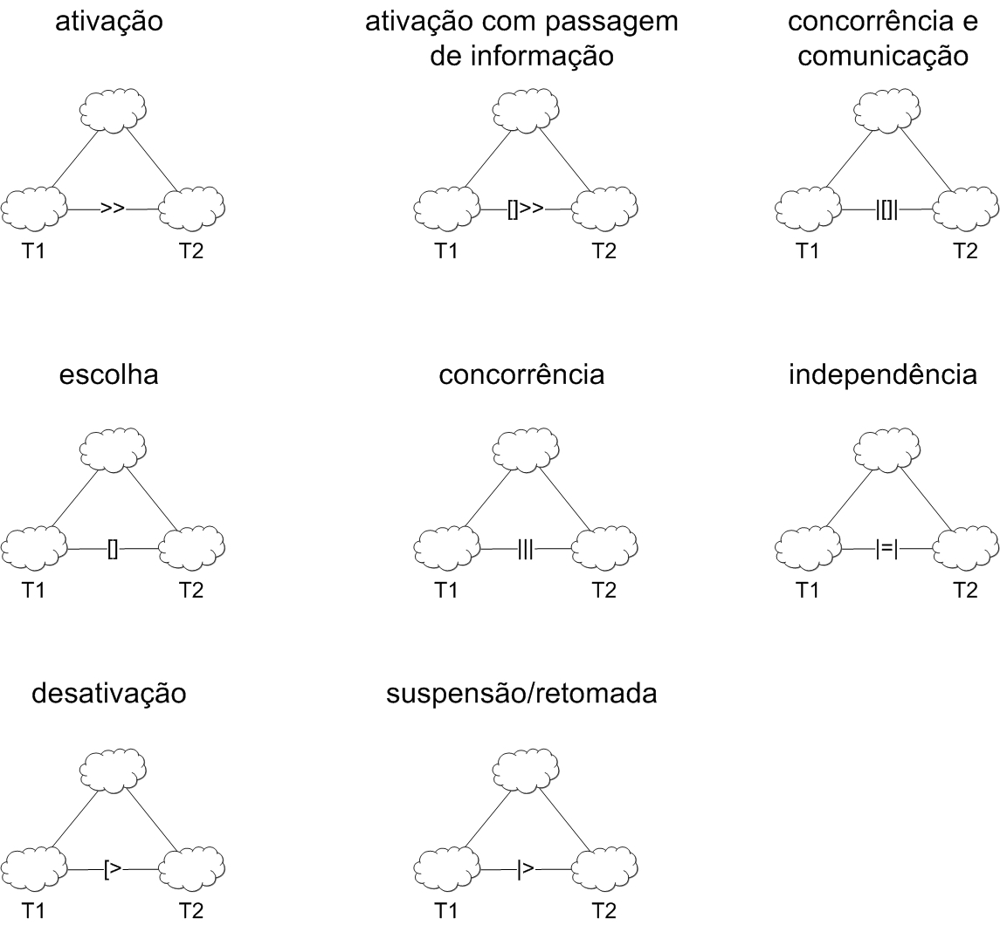 ativação
ativação com passagem
de informação
concorrência e
comunicação
>>
T1 T2
[]>>
T1 T2
|[]|
T1 T2
escolha
concorrência
independência
[]
T1 T2
|||
T1 T2
|=|
T1 T2
desativação
suspensão/retomada
[>
T1 T2
|>
T1 T2